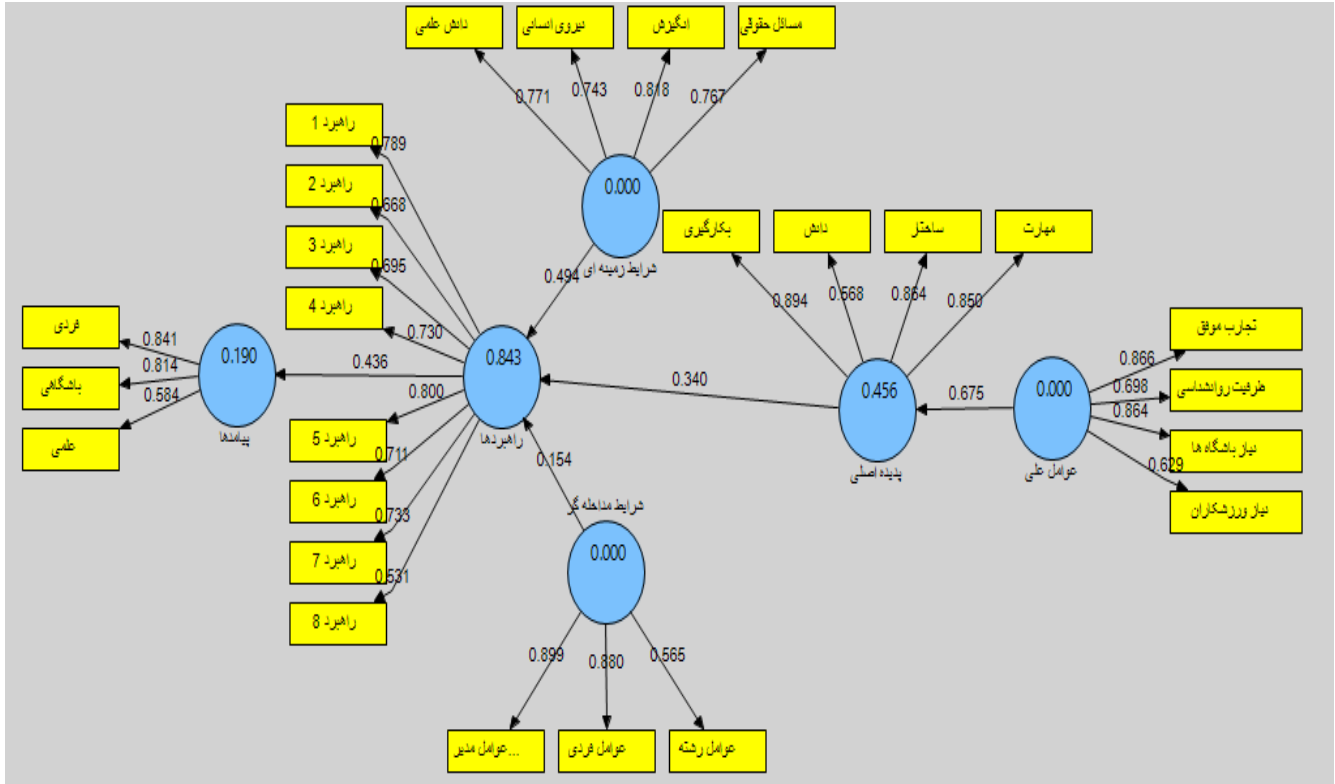 دانش علمی
نیروی انسانی
انگیزش
مسائل حقوقی
0.771
0.743
0.818
0.767
راهبرد 1
0.789
0.000
شرایط زمینه ای
راهبرد 2
0.668
راهبرد 3
0.695
0.494
راهبرد 4
0.730
بکارگیری
دانش
ساختار
مهارت
0.894
0.568
0.864
0.850
فردی
0.841
باشگاهی
0.814
علمی
0.584
0.190
پیامدها
0.436
0.843
راهبردها
0.340
0.456
پدیده اصلی
0.675
0.000
عوامل علی
تجارب موفق
0.866
ظرفیت روانشناسی
0.698
نیاز باشگاه ها
0.864
نیاز ورزشکاران
0.629
راهبرد 5
0.800
راهبرد 6
0.711
راهبرد 7
0.733
راهبرد 8
0.531
0.154
شرایط مداخله گر
0.000
0.899
0.880
0.565
عوامل مدیر...
عوامل فردی
عوامل رشته